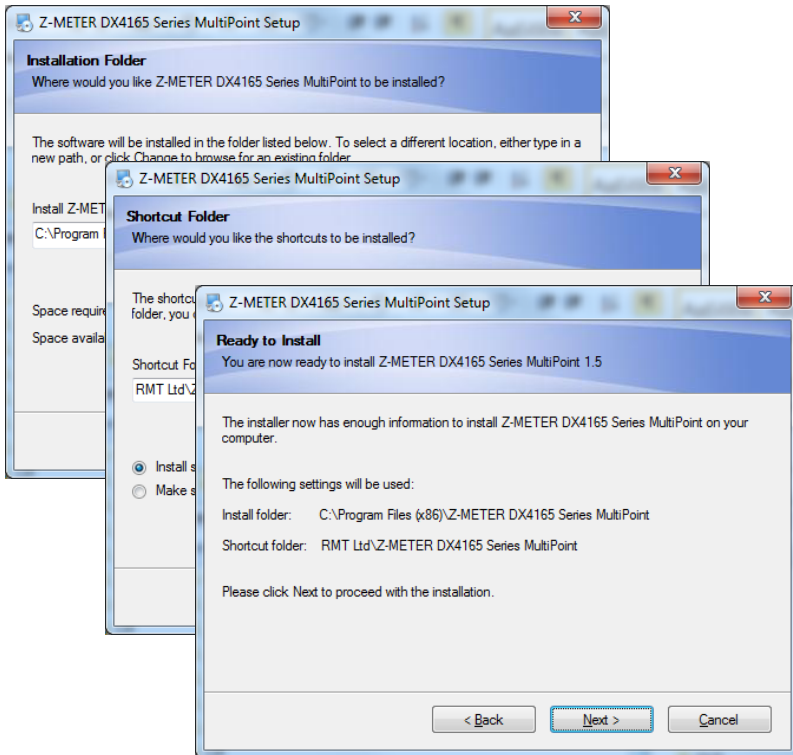 Z-METER DX4165 Series MultiPoint Setup
Installation Folder
Where would you like Z-METER DX4165 Series MultiPoint to be installed?
The software will be installed in the folder listed below. To select a different location, either type in a
new path, or click Change to browse for an existing folder
Install Z-MET
C:\Program
Space require
Space availa
Z-METER DX4165 Series MultiPoint Setup
Shortcut Folder
Where would you like the shortcuts to be installed?
The shortcu
folder, you
Shortcut Fo
RMT Ltd\Z
Install s
Make s
Z-METER DX4165 Series MultiPoint Setup
Ready to Install
You are now ready to install Z-METER DX4165 Series MultiPoint 1.5
The installer now has enough information to install Z-METER DX4165 Series MultiPoint on your
computer.
The following settings will be used:
Install folder: C:\Program Files (x86)\Z-METER DX4165 Series MultiPoint
Shortcut folder: RMT Ltd\Z-METER DX4165 Series MultiPoint
Please click Next to proceed with the installation.
< Back
Next >
Cancel